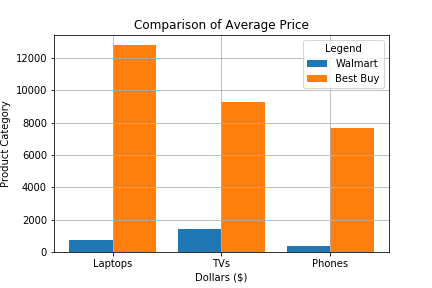 Comparison of Average Price
Legend
Walmart
Best Buy
12000
10000
8000
6000
4000
2000
0
Product Category
Laptops
TVs
Phones
Dollars ($)